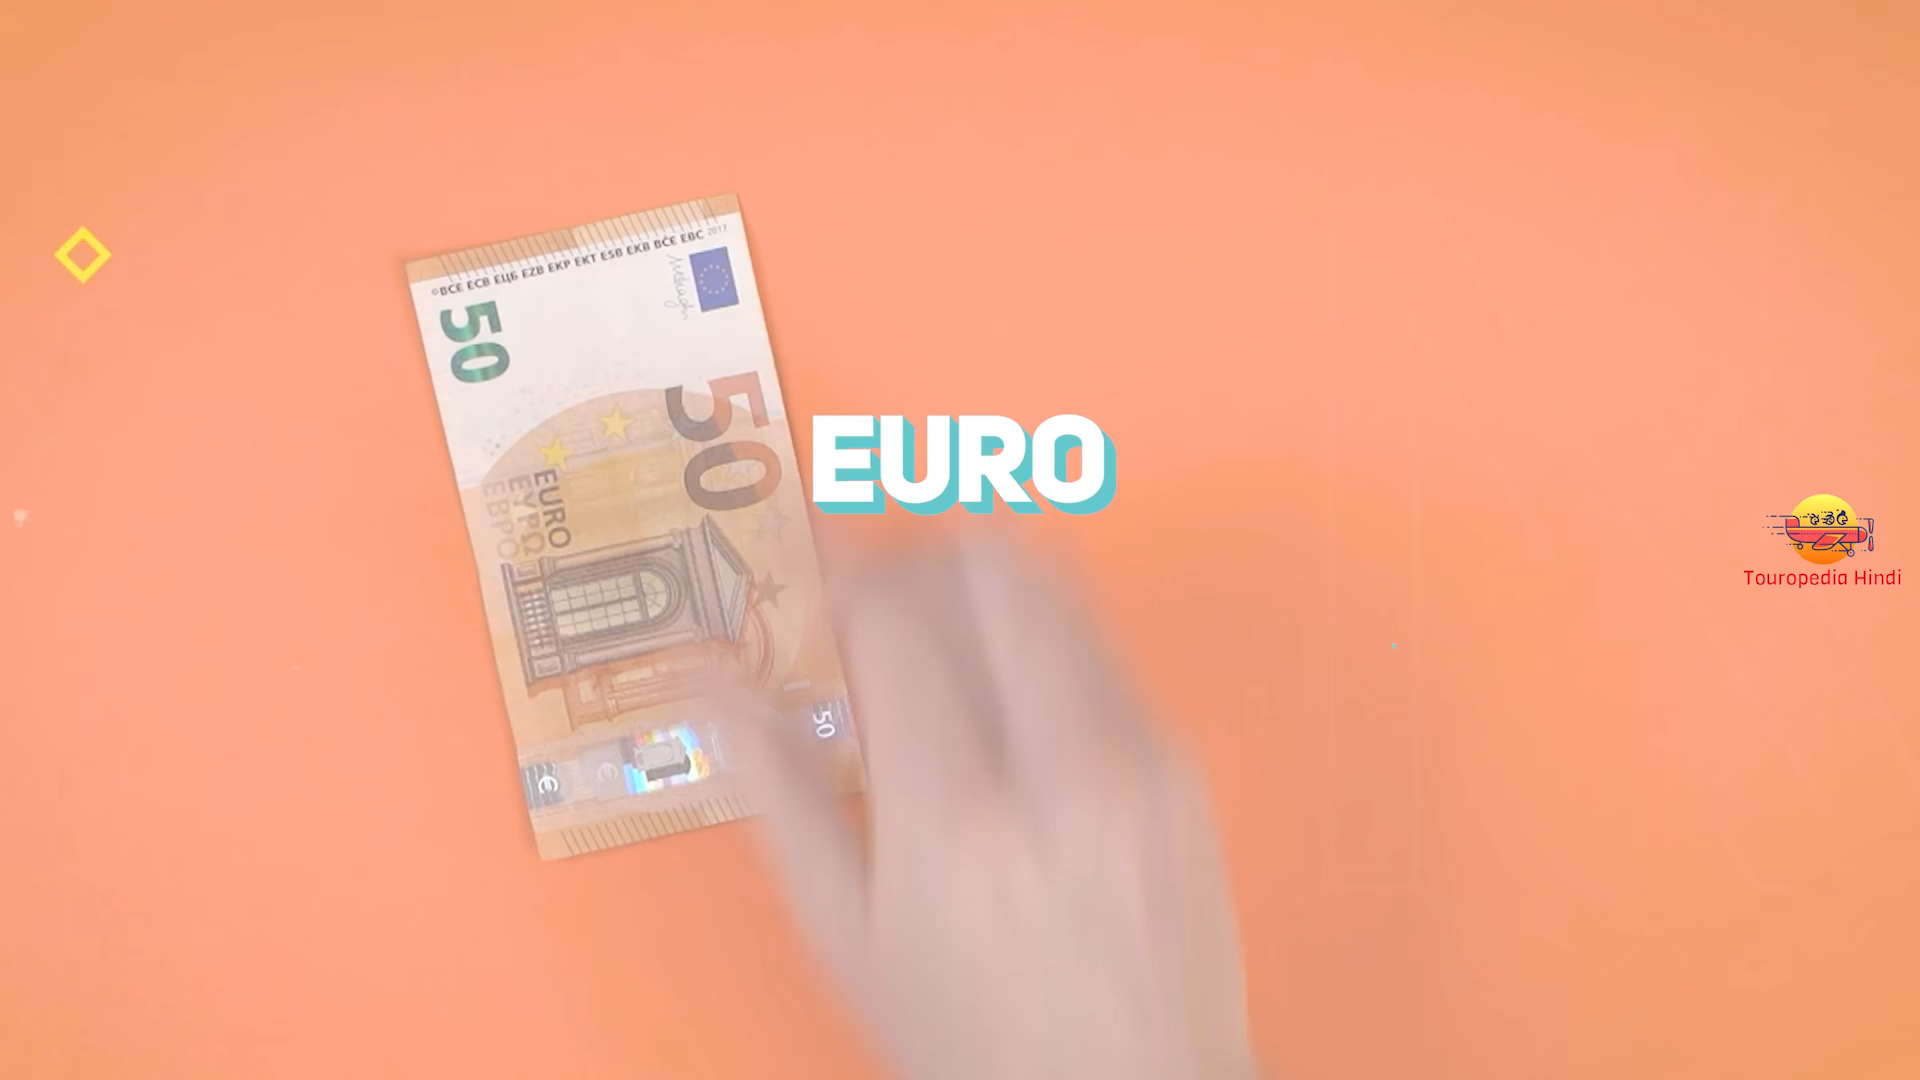 ©BCE ECB ЕЦБ EZB EKP EKT ESB EKB BĊE EBC 2017
50
50
EURO
ΕΥΡΩ
ЕВРО
EURO
50
€
€
Touropedia Hindi